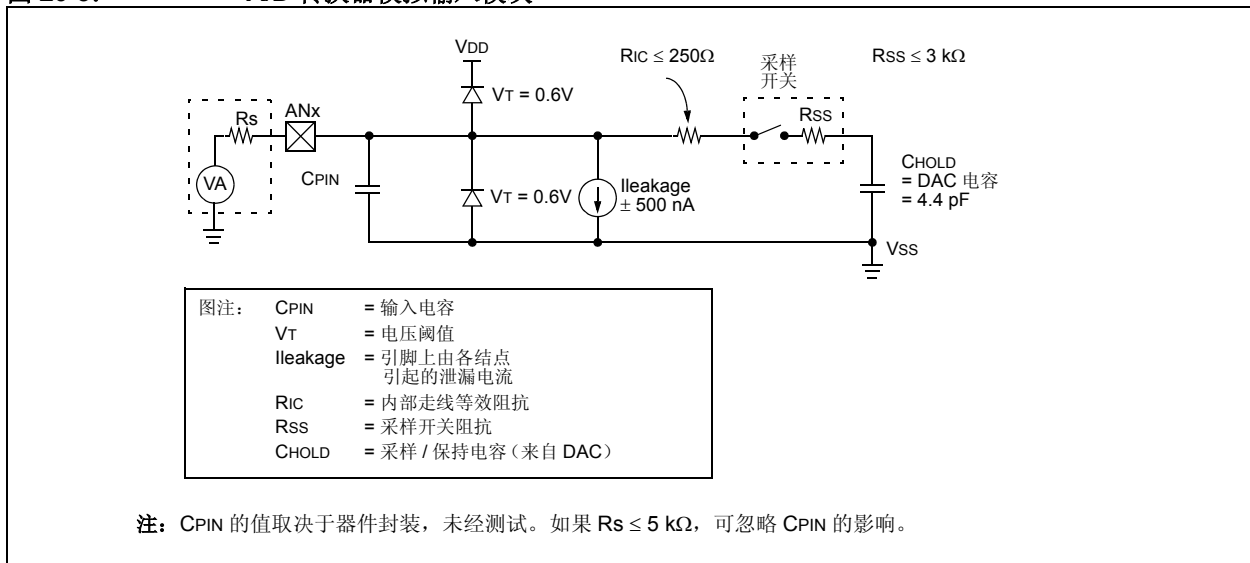 VDD
RIC ≤ 250Ω
采样
开关
RSS ≤ 3 kΩ
VT = 0.6V
Rs
ANx
RSS
VA
CPIN
VT = 0.6V
Ileakage
± 500 nA
CHOLD
= DAC 电容
= 4.4 pF
VSS
图注： CPIN = 输入电容
VT = 电压阈值
Ileakage = 引脚上由各结点
引起的泄漏电流
RIC = 内部走线等效阻抗
RSS = 采样开关阻抗
CHOLD = 采样 / 保持电容（来自 DAC）
注： CPIN 的值取决于器件封装，未经测试。如果 Rs ≤ 5 kΩ，可忽略 CPIN 的影响。